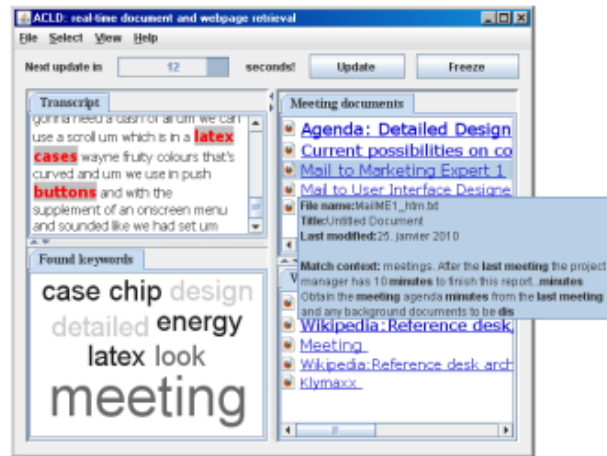 ACLD: real-time document and webpage retrieval
File Select View Help
Next update in 12 seconds! Update Freeze
Transcript
gonna need a dash of all um we can
use a scroll um which is in a latex
cases wayne fruity colours that's
curved and um we use in push
buttons and with the
supplement of an onscreen menu
and sounded like we had set um
Found keywords
case chip design
detailed energy
latex look
meeting
Meeting documents
Agenda: Detailed Design
Current possibilities on co
Mail to Marketing Expert 1
Mail to User Interface Designe
File name:MailME1_htm.txt
Title:Untitled Document
Last modified:25. janvier 2010
Match context: meetings. After the last meeting the project
manager has 10 minutes to finish this report...minutes
Obtain the meeting agenda minutes from the last meeting
and any background documents to be dis
W
Wikipedia:Reference desk
Meeting
Wikipedia:Reference desk arch
Klymaxx